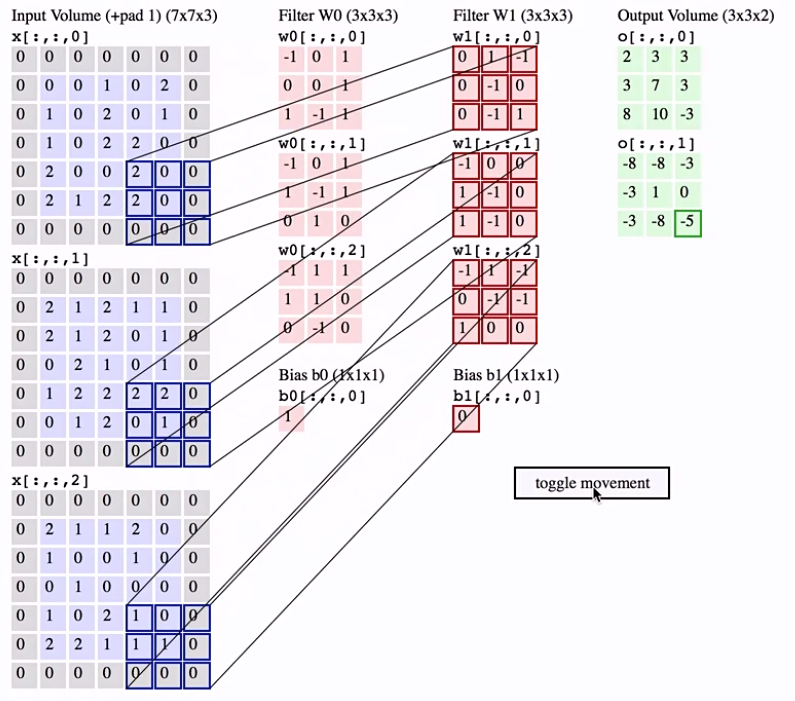 Input Volume (+pad 1) (7x7x3)
x[:,:,0]
0 0 0 0 0 0 0
0 0 0 1 0 2 0
0 1 0 2 0 1 0
0 1 0 2 2 0 0
0 2 0 0 2 0 0
0 2 1 2 2 0 0
0 0 0 0 0 0 0
x[:,:,1]
0 0 0 0 0 0 0
0 2 1 2 1 1 0
0 2 1 2 0 1 0
0 0 2 1 0 1 0
0 1 2 2 2 2 0
0 0 1 2 0 1 0
0 0 0 0 0 0 0
x[:,:,2]
0 0 0 0 0 0 0
0 2 1 1 2 0 0
0 1 0 0 1 0 0
0 0 1 0 0 0 0
0 1 0 2 1 0 0
0 2 2 1 1 1 0
0 0 0 0 0 0 0
Filter W0 (3x3x3)
w0[:,:,0]
-1 0 1
0 0 1
1 -1 1
w0[:,:,1]
-1 0 1
1 -1 1
0 1 0
w0[:,:,2]
-1 1 1
1 1 0
0 -1 0
Bias b0 (1x1x1)
b0[:,:,0]
1
Filter W1 (3x3x3)
w1[:,:,0]
0 1 -1
0 -1 0
0 -1 1
w1[:,:,1]
-1 0 0
1 -1 0
1 -1 0
w1[:,:,2]
-1 1 -1
0 -1 -1
1 0 0
Bias b1 (1x1x1)
b1[:,:,0]
0
Output Volume (3x3x2)
o[:,:,0]
2 3 3
3 7 3
8 10 -3
o[:,:,1]
-8 -8 -3
-3 1 0
-3 -8 -5
toggle movement